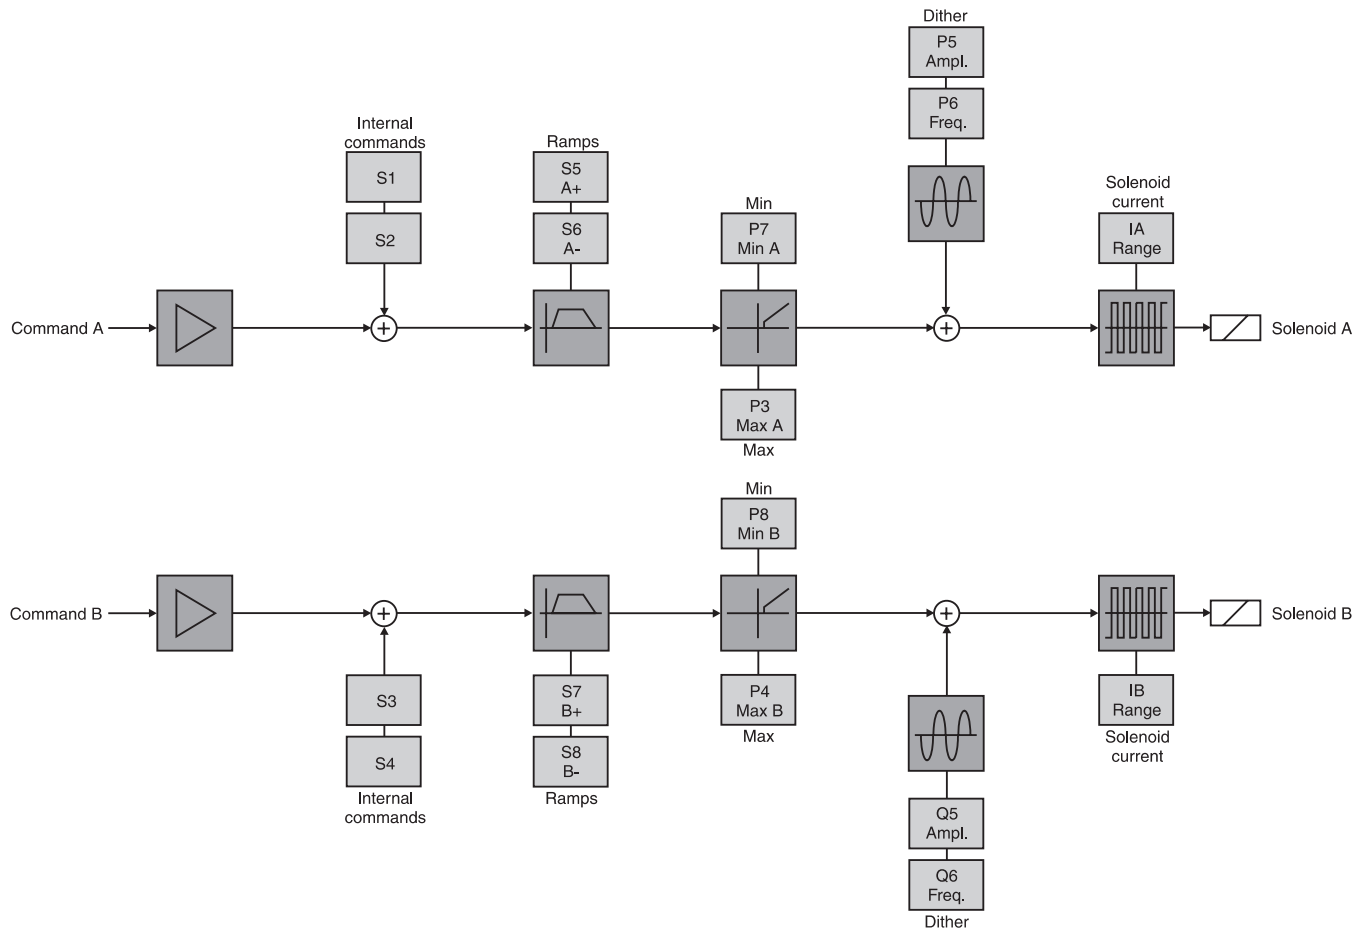 Dither
P5
Ampl.
P6
Freq.
Internal
commands
S1
S2
Ramps
S5
A+
S6
A-
Min
P7
Min A
Solenoid
current
IA
Range
Command A
+
+
Solenoid A
P3
Max A
Max
Min
P8
Min B
Command B
+
+
Solenoid B
S3
S4
Internal
commands
S7
B+
S8
B-
Ramps
P4
Max B
Max
IB
Range
Solenoid
current
Q5
Ampl.
Q6
Freq.
Dither